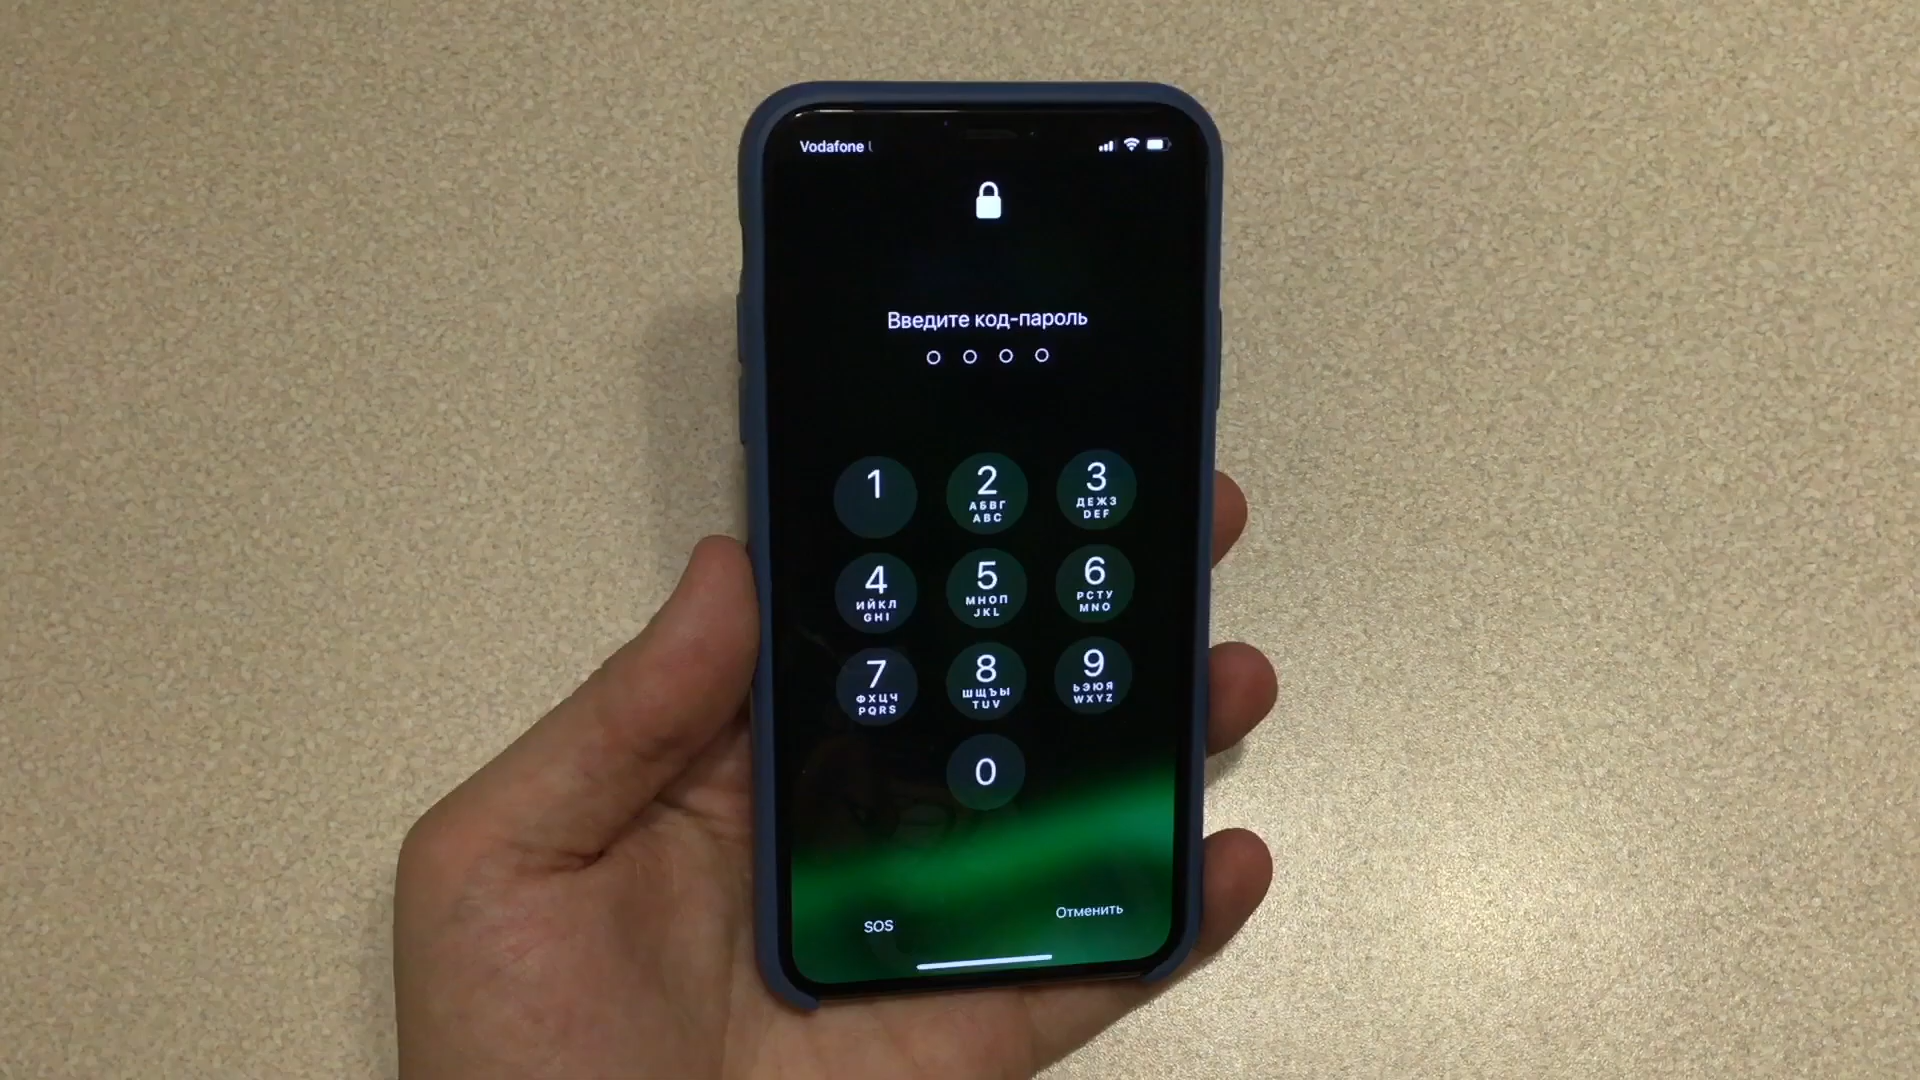 Vodafone
Введите код-пароль
1
2
АБВГ
ABC
3
ДЕЖЗ
DEF
4
ИЙКЛ
GHI
5
МНОП
JKL
6
РСТУ
MNO
7
ФХЦЧ
PQRS
8
ШЩЪЫ
TUV
9
ЬЭЮЯ
WXYZ
0
SOS
Отменить